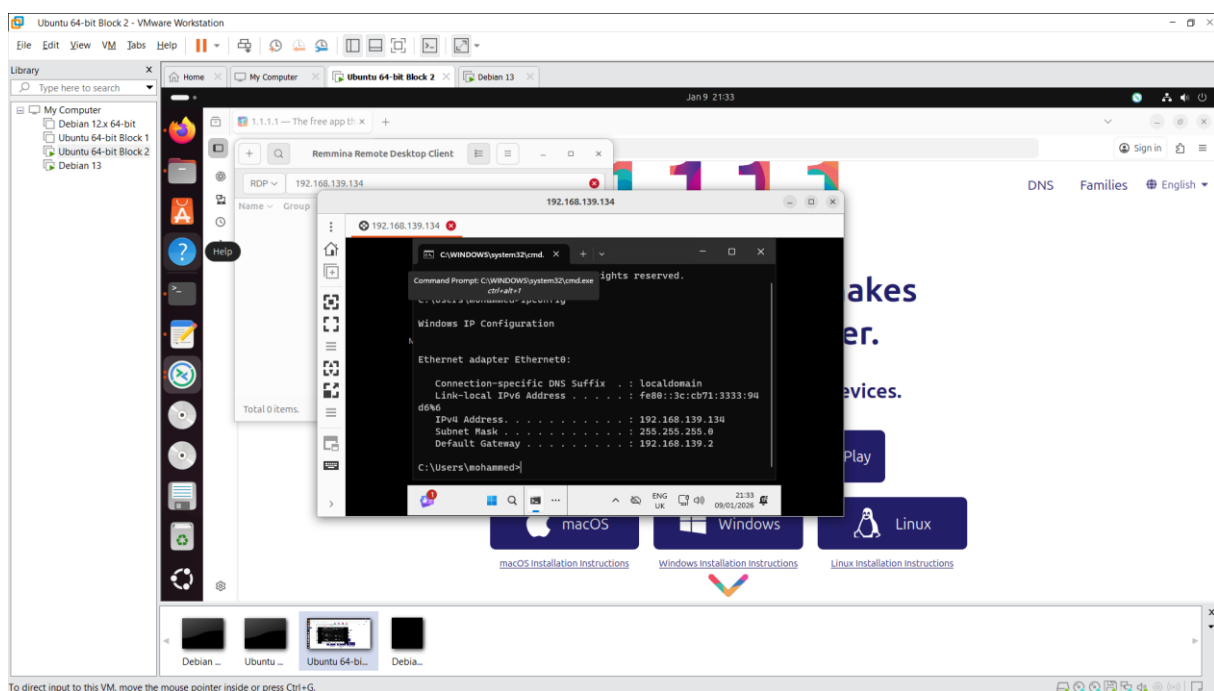 Ubuntu 64-bit Block 2 - VMware Workstation
File Edit View VM Tabs Help
Library
Type here to search
My Computer
Debian 12.x 64-bit
Ubuntu 64-bit Block 1
Ubuntu 64-bit Block 2
Debian 13
Home My Computer Ubuntu 64-bit Block 2 Debian 13
Jan 9 21:33
1.1.1.1 — The free app th
Sign in
DNS Families English
Remmina Remote Desktop Client
RDP 192.168.139.134
Name Group
Total 0 items.
Help
192.168.139.134
192.168.139.134
C:\WINDOWS\system32\cmd.
ights reserved.
Command Prompt: C:\WINDOWS\system32\cmd.exe
ctrl+alt+1
C:\Users\mohammed>ipconfig
Windows IP Configuration
Ethernet adapter Ethernet0:
Connection-specific DNS Suffix . : localdomain
Link-local IPv6 Address . . . . . : fe80::3c:cb71:3333:94
d6%6
IPv4 Address. . . . . . . . . . . : 192.168.139.134
Subnet Mask . . . . . . . . . . . : 255.255.255.0
Default Gateway . . . . . . . . . : 192.168.139.2
C:\Users\mohammed>
1
ENG
UK
21:33
09/01/2026
1 1 1
akes
er.
evices.
Play
macOS Windows Linux
macOS Installation Instructions Windows Installation Instructions Linux Installation Instructions
Debian ... Ubuntu ... Ubuntu 64-bi... Debia...
To direct input to this VM, move the mouse pointer inside or press Ctrl+G.